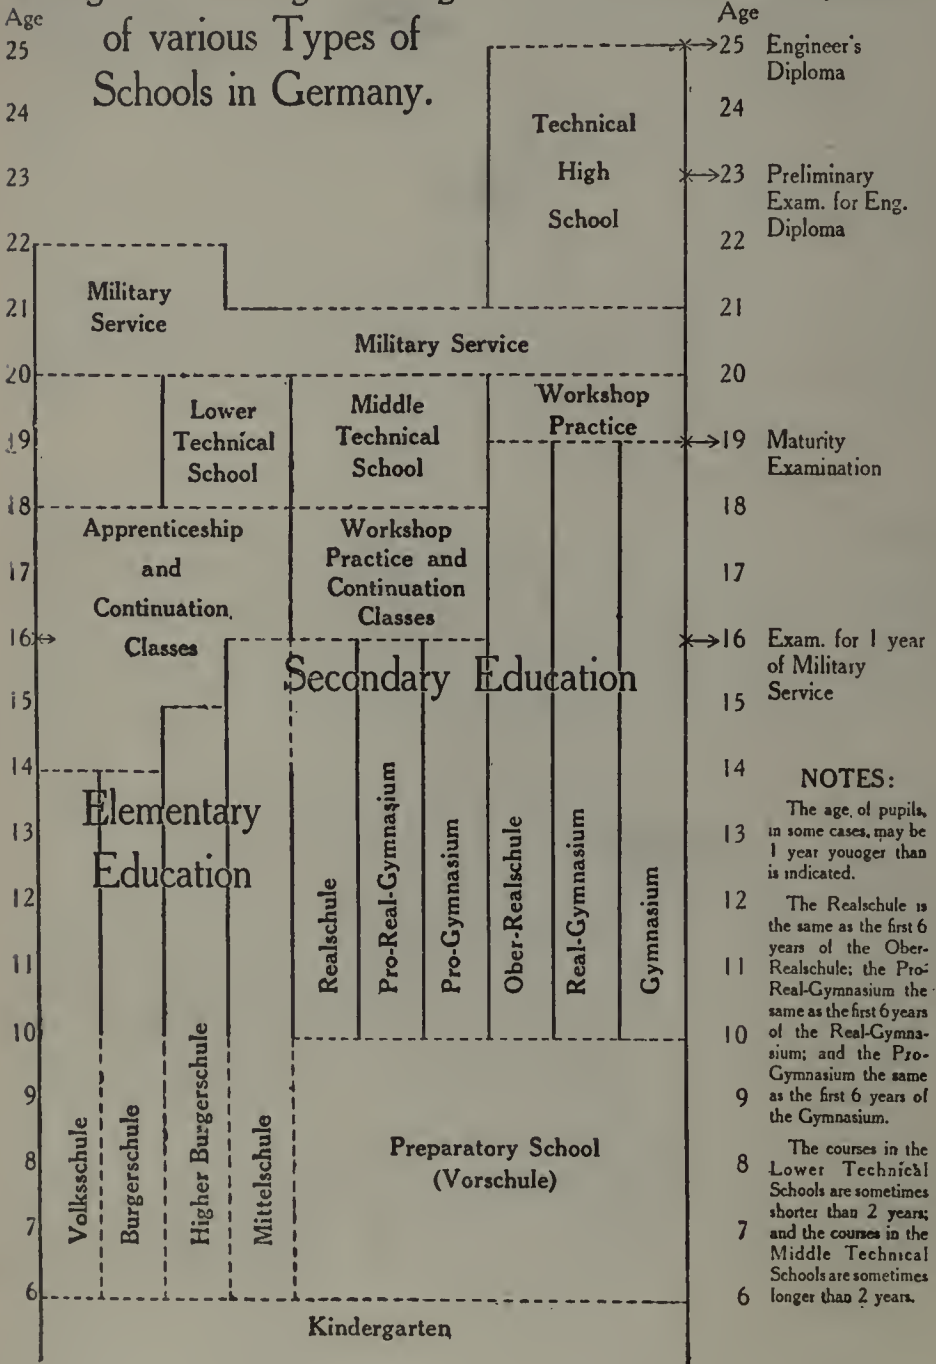 of various Types of
Schools in Germany.
Age
25
24
23
22
21
20
19
18
17
16
15
14
13
12
11
10
9
8
7
6
Age
25 Engineer's
Diploma
24
23 Preliminary
Exam. for Eng.
Diploma
22
21
20
19 Maturity
Examination
18
17
16 Exam. for 1 year
of Military
Service
15
14
13
12
11
10
9
8
7
6
Technical
High
School
Military
Service
Military Service
Lower
Technical
School
Middle
Technical
School
Workshop
Practice
Apprenticeship
and
Continuation.
Classes
Workshop
Practice and
Continuation
Classes
Secondary Education
Elementary
Education
Realschule
Pro-Real-Gymnasium
Pro-Gymnasium
Ober-Realschule
Real-Gymnasium
Gymnasium
Volksschule
Burgerschule
Higher Burgerschule
Mittelschule
Preparatory School
(Vorschule)
Kindergarten
NOTES:
The age of pupils,
in some cases, may be
1 year youoger than
is indicated.
The Realschule is
the same as the first 6
years of the Ober-
Realschule; the Pro-
Real-Gymnasium the
same as the first 6 years
of the Real-Gymna-
sium; and the Pro-
Gymnasium the same
as the first 6 years of
the Gymnasium.
The courses in the
Lower Technical
Schools are sometimes
shorter than 2 years;
and the courses in the
Middle Technical
Schools are sometimes
longer than 2 years.